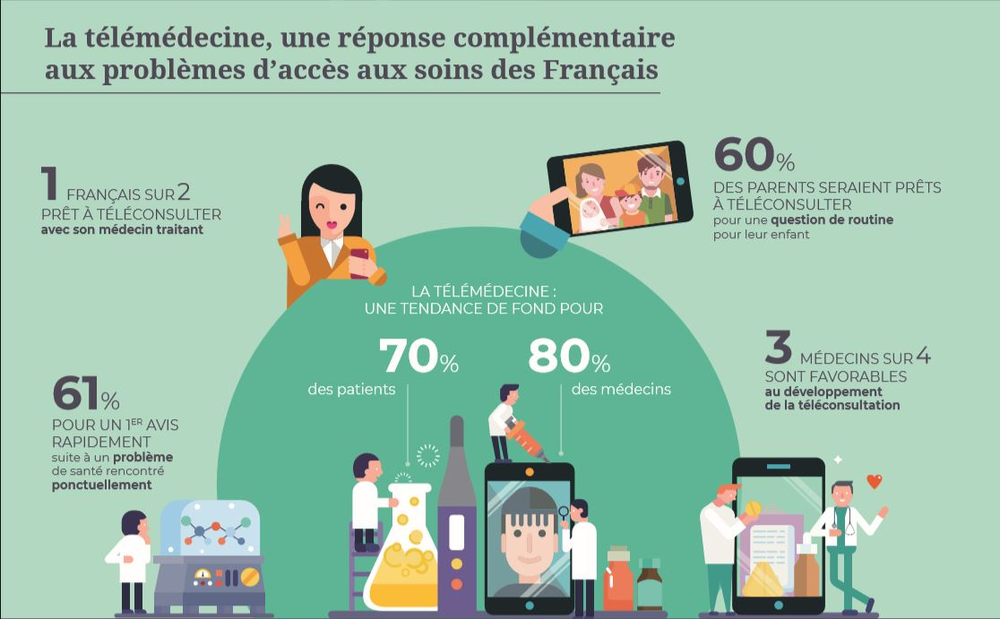 La télémédecine, une réponse complémentaire
aux problèmes d’accès aux soins des Français
1 FRANÇAIS SUR 2
PRÊT À TÉLÉCONSULTER
avec son médecin traitant
60%
DES PARENTS SERAIENT PRÊTS
À TÉLÉCONSULTER
pour une question de routine
pour leur enfant
LA TÉLÉMÉDECINE :
UNE TENDANCE DE FOND POUR
70%
des patients
80%
des médecins
61%
POUR UN 1ER AVIS
RAPIDEMENT
suite à un problème
de santé rencontré
ponctuellement
3 MÉDECINS SUR 4
SONT FAVORABLES
au développement
de la téléconsultation